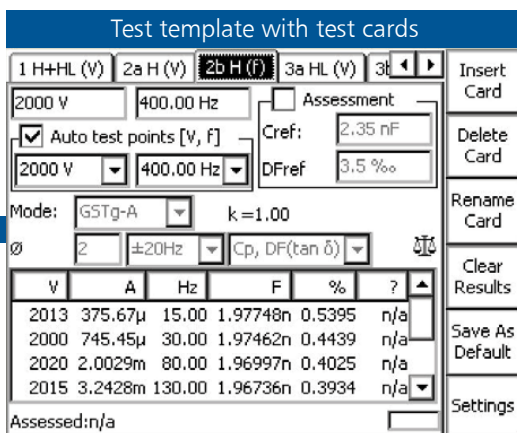 Test template with test cards
1 H+HL (V) 2a H (V) 2b H (f) 3a HL (V)
2000 V 400.00 Hz Assessment
Auto test points [V, f] Cref: 2.35 nF
2000 V 400.00 Hz DFref 3.5 ‰
Mode: GSTg-A k=1.00
Ø 2 ±20Hz Cp, DF(tan δ)
V A Hz F % ?
2013 375.67µ 15.00 1.97748n 0.5395 n/a
2000 745.45µ 30.00 1.97462n 0.4439 n/a
2020 2.0029m 80.00 1.96997n 0.4025 n/a
2015 3.2428m 130.00 1.96736n 0.3934 n/a
Assessed:n/a
Insert
Card
Delete
Card
Rename
Card
Clear
Results
Save As
Default
Settings